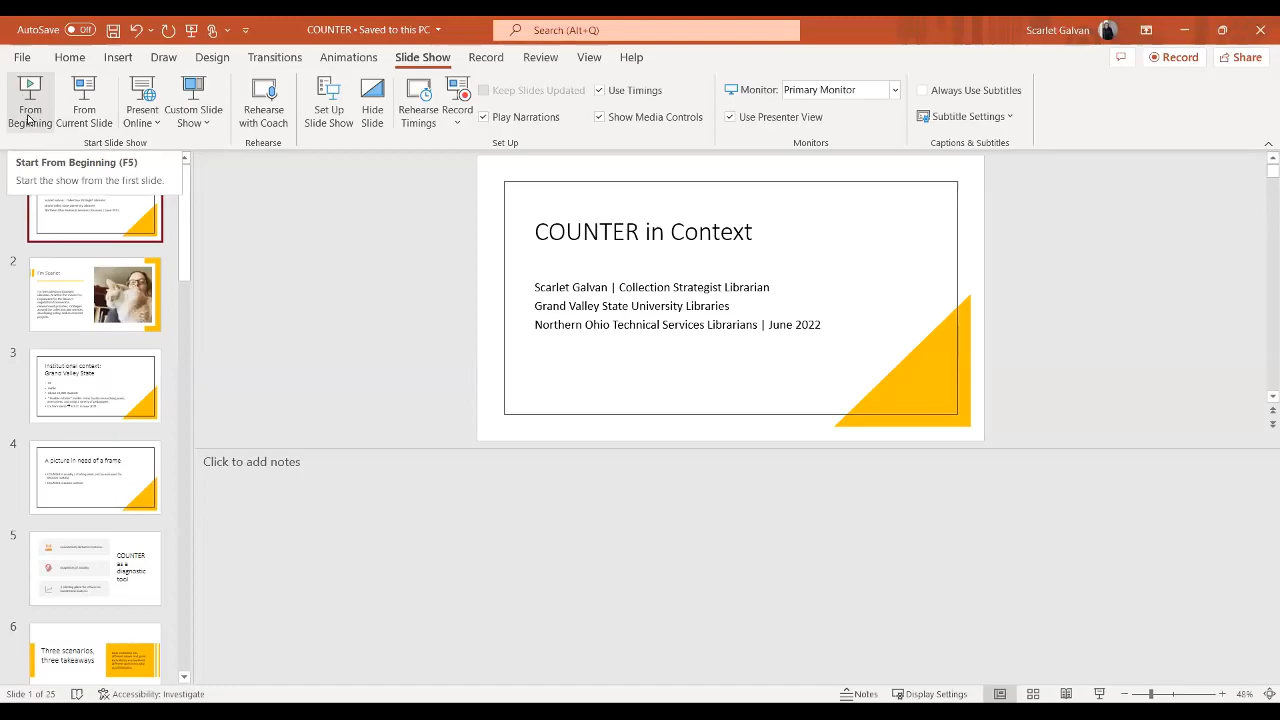 AutoSave Off COUNTER • Saved to this PC Search (Alt+Q) Scarlet Galvan
File Home Insert Draw Design Transitions Animations Slide Show Record Review View Help Record Share
From Beginning
From Current Slide
Present Online
Custom Slide Show
Rehearse with Coach
Set Up Slide Show
Hide Slide
Rehearse Timings
Record
Keep Slides Updated Use Timings
Play Narrations Show Media Controls
Monitor: Primary Monitor
Use Presenter View
Always Use Subtitles
Subtitle Settings
Start Slide Show Rehearse Set Up Monitors Captions & Subtitles
Start From Beginning (F5)
Start the show from the first slide.
2
I'm Scarlet
3
Institutional context:
Grand Valley State
4
A picture in need of a frame
5
COUNTER
as a
diagnostic
tool
6
Three scenarios,
three takeaways
COUNTER in Context
Scarlet Galvan | Collection Strategist Librarian
Grand Valley State University Libraries
Northern Ohio Technical Services Librarians | June 2022
Click to add notes
Slide 1 of 25 Accessibility: Investigate Notes Display Settings 48%